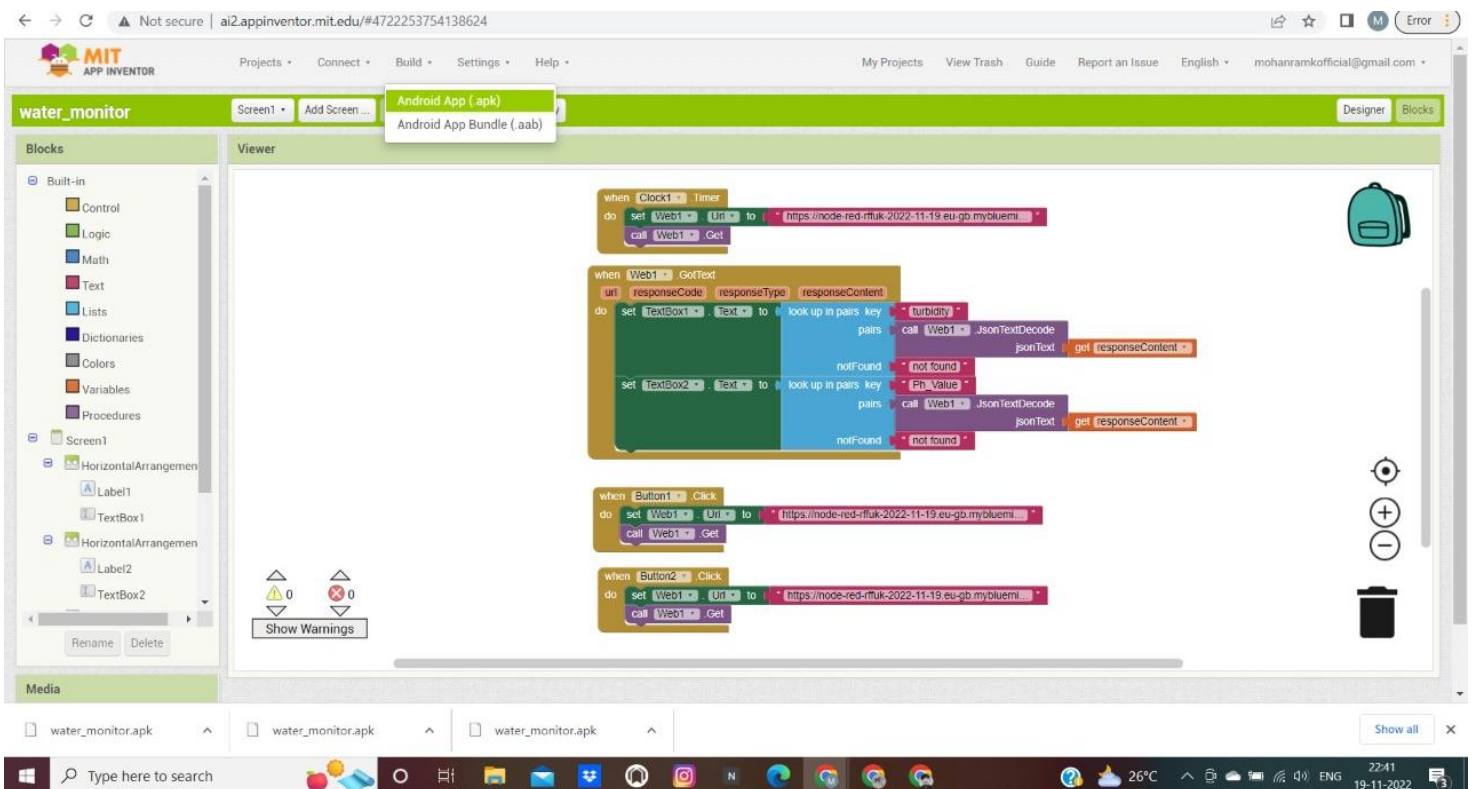 Not secure | ai2.appinventor.mit.edu/#4722253754138624
M
Error
MIT
APP INVENTOR
Projects
Connect
Build
Settings
Help
My Projects
View Trash
Guide
Report an Issue
English
mohanramkofficial@gmail.com
water_monitor
Screen1
Add Screen ...
Android App (.apk)
Android App Bundle (.aab)
Designer
Blocks
Blocks
Viewer
Built-in
Control
Logic
Math
Text
Lists
Dictionaries
Colors
Variables
Procedures
Screen1
HorizontalArrangemen
A Label1
TextBox1
HorizontalArrangemen
A Label2
TextBox2
Rename
Delete
Media
when Clock1 .Timer
do set Web1 . Url to " https://node-red-rffuk-2022-11-19.eu-gb.mybluemi... "
call Web1 .Get
when Web1 .GotText
url responseCode responseType responseContent
do set TextBox1 . Text to look up in pairs key " turbidity "
pairs call Web1 .JsonTextDecode
jsonText get responseContent
notFound " not found "
set TextBox2 . Text to look up in pairs key " Ph_Value "
pairs call Web1 .JsonTextDecode
jsonText get responseContent
notFound " not found "
when Button1 .Click
do set Web1 . Url to " https://node-red-rffuk-2022-11-19.eu-gb.mybluemi... "
call Web1 .Get
when Button2 .Click
do set Web1 . Url to " https://node-red-rffuk-2022-11-19.eu-gb.mybluemi... "
call Web1 .Get
0
0
Show Warnings
water_monitor.apk
water_monitor.apk
water_monitor.apk
Show all
Type here to search
N
M
26°C
ENG
22:41
19-11-2022
3